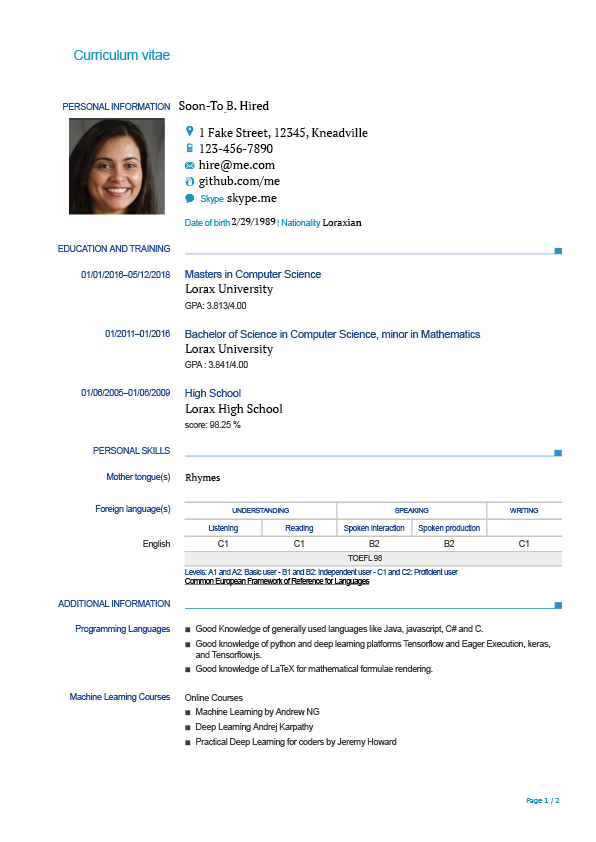 Curriculum vitae
PERSONAL INFORMATION Soon-To B. Hired
1 Fake Street, 12345, Kneadville
123-456-7890
hire@me.com
github.com/me
Skype skype.me
Date of birth 2/29/1989 | Nationality Loraxian
EDUCATION AND TRAINING
01/01/2016–05/12/2018 Masters in Computer Science
Lorax University
GPA: 3.813/4.00
01/2011–01/2016 Bachelor of Science in Computer Science, minor in Mathematics
Lorax University
GPA : 3.841/4.00
01/06/2005–01/06/2009 High School
Lorax High School
score: 98.25 %
PERSONAL SKILLS
Mother tongue(s) Rhymes
Foreign language(s) UNDERSTANDING SPEAKING WRITING
Listening Reading Spoken interaction Spoken production
English C1 C1 B2 B2 C1
TOEFL 98
Levels: A1 and A2: Basic user - B1 and B2: Independent user - C1 and C2: Proficient user
Common European Framework of Reference for Languages
ADDITIONAL INFORMATION
Programming Languages ■ Good Knowledge of generally used languages like Java, javascript, C# and C.
■ Good knowledge of python and deep learning platforms Tensorflow and Eager Execution, keras,
and Tensorflow.js.
■ Good knowledge of LaTeX for mathematical formulae rendering.
Machine Learning Courses Online Courses
■ Machine Learning by Andrew NG
■ Deep Learning Andrej Karpathy
■ Practical Deep Learning for coders by Jeremy Howard
Page 1 / 2